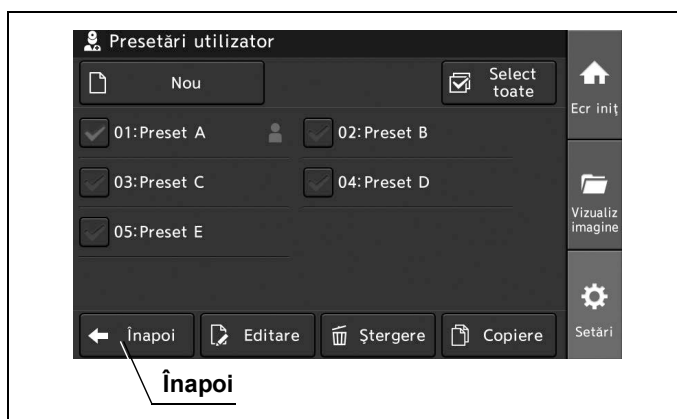 Presetări utilizator
Nou
Select
toate
Ecr iniț
01:Preset A
02:Preset B
03:Preset C
04:Preset D
Vizualiz
imagine
05:Preset E
Înapoi
Editare
Ștergere
Copiere
Setări
Înapoi